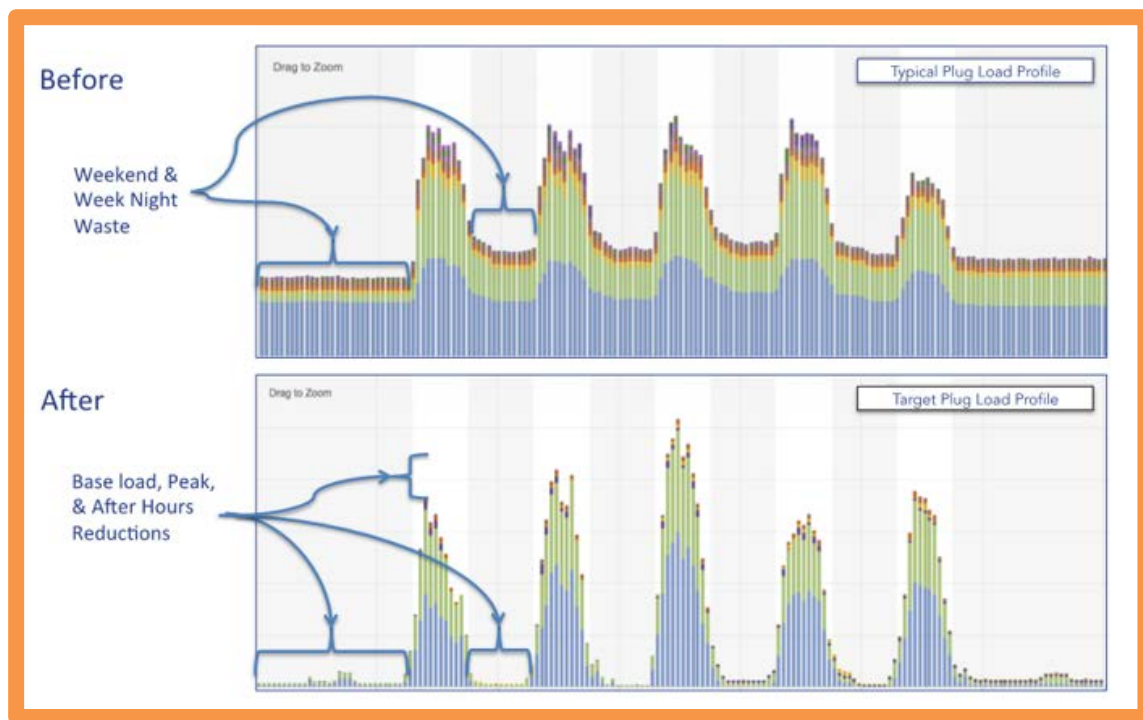 Before
Drag to Zoom
Typical Plug Load Profile
Weekend &
Week Night
Waste
After
Drag to Zoom
Target Plug Load Profile
Base load, Peak,
& After Hours
Reductions